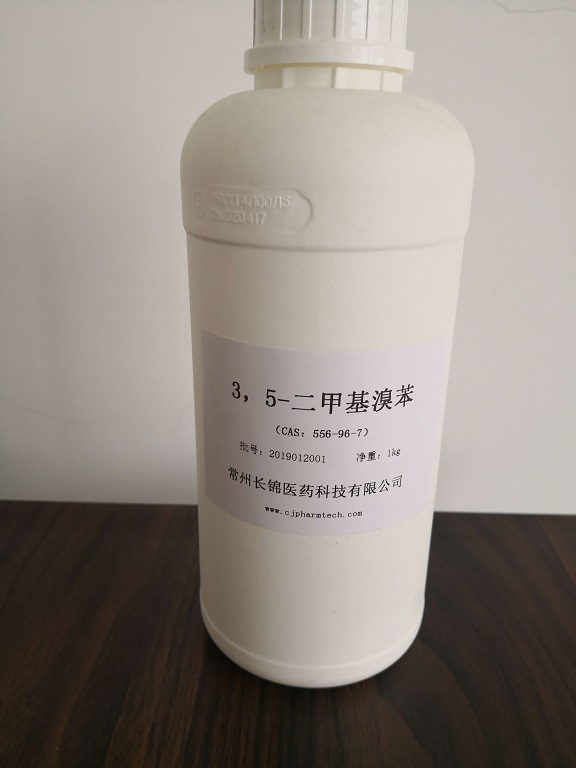 3，5-二甲基溴苯
（CAS：556-96-7）
批号：2019012001 净重：1kg
常州长锦医药科技有限公司
www.cjpharmtech.com